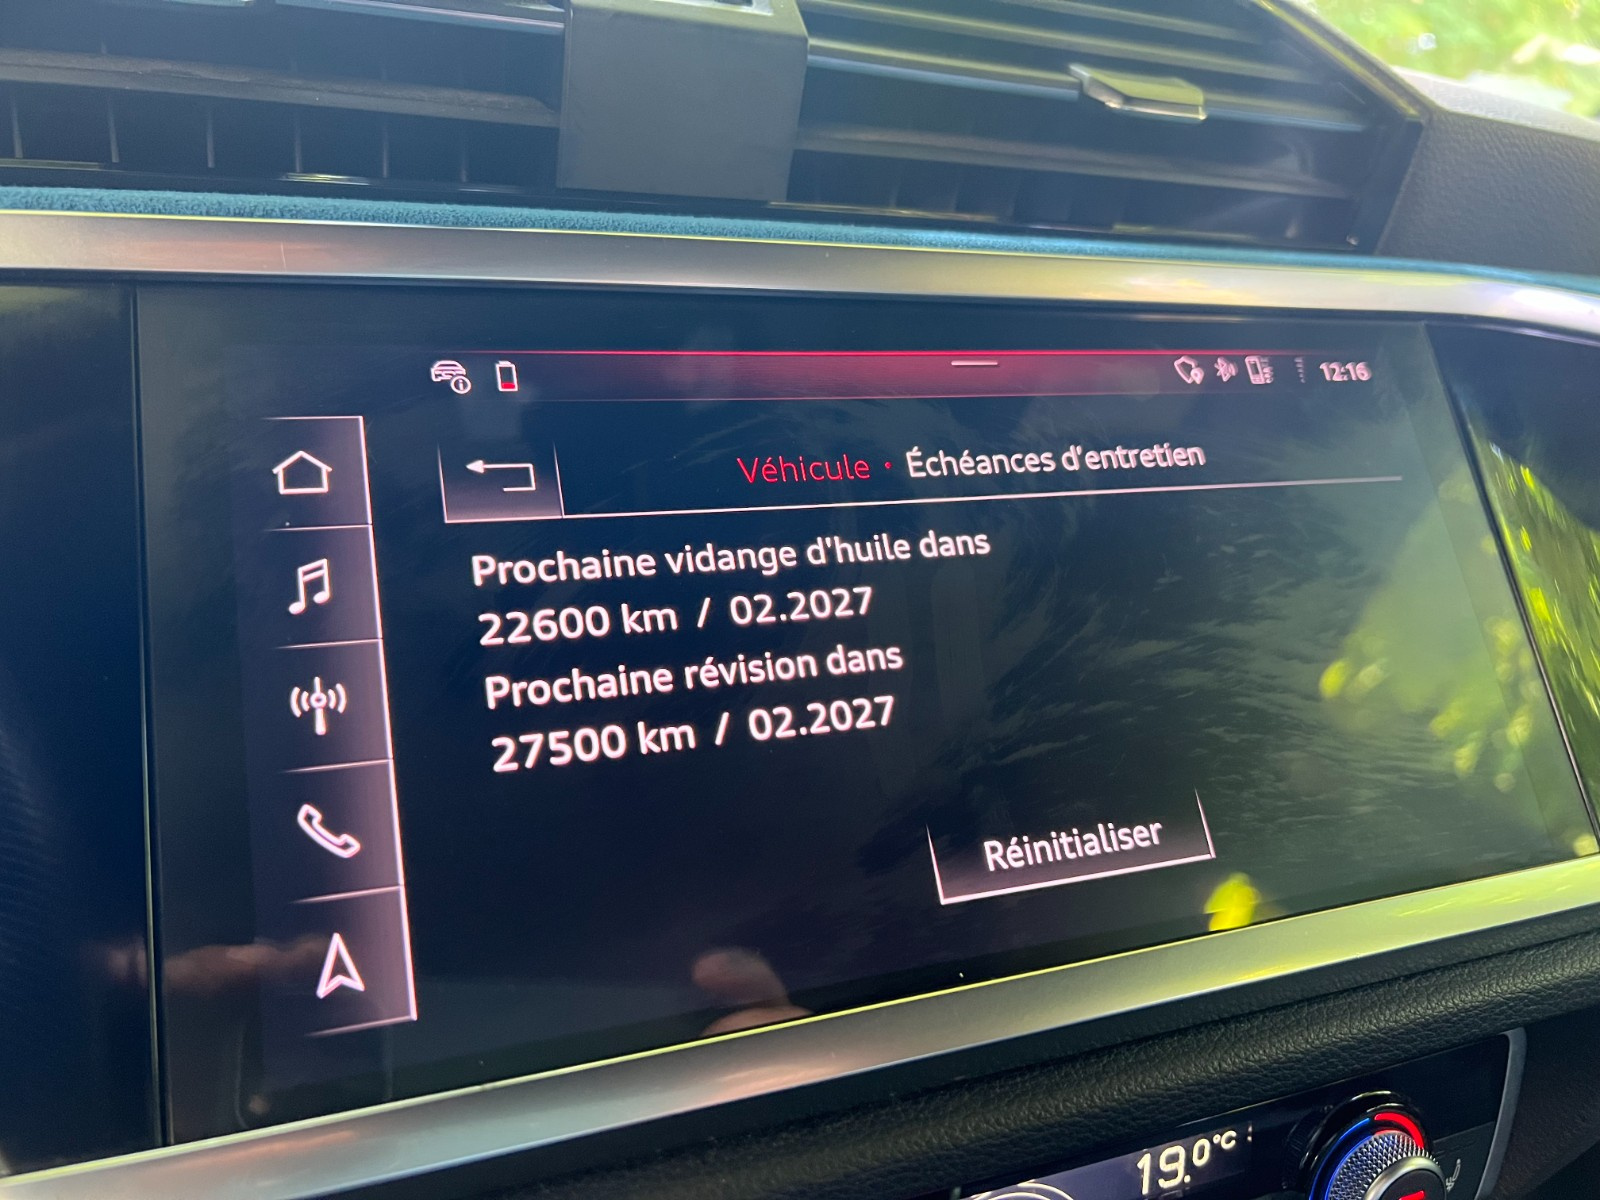 12:16
Véhicule • Échéances d'entretien
Prochaine vidange d'huile dans
22600 km / 02.2027
Prochaine révision dans
27500 km / 02.2027
Réinitialiser
19.0°C